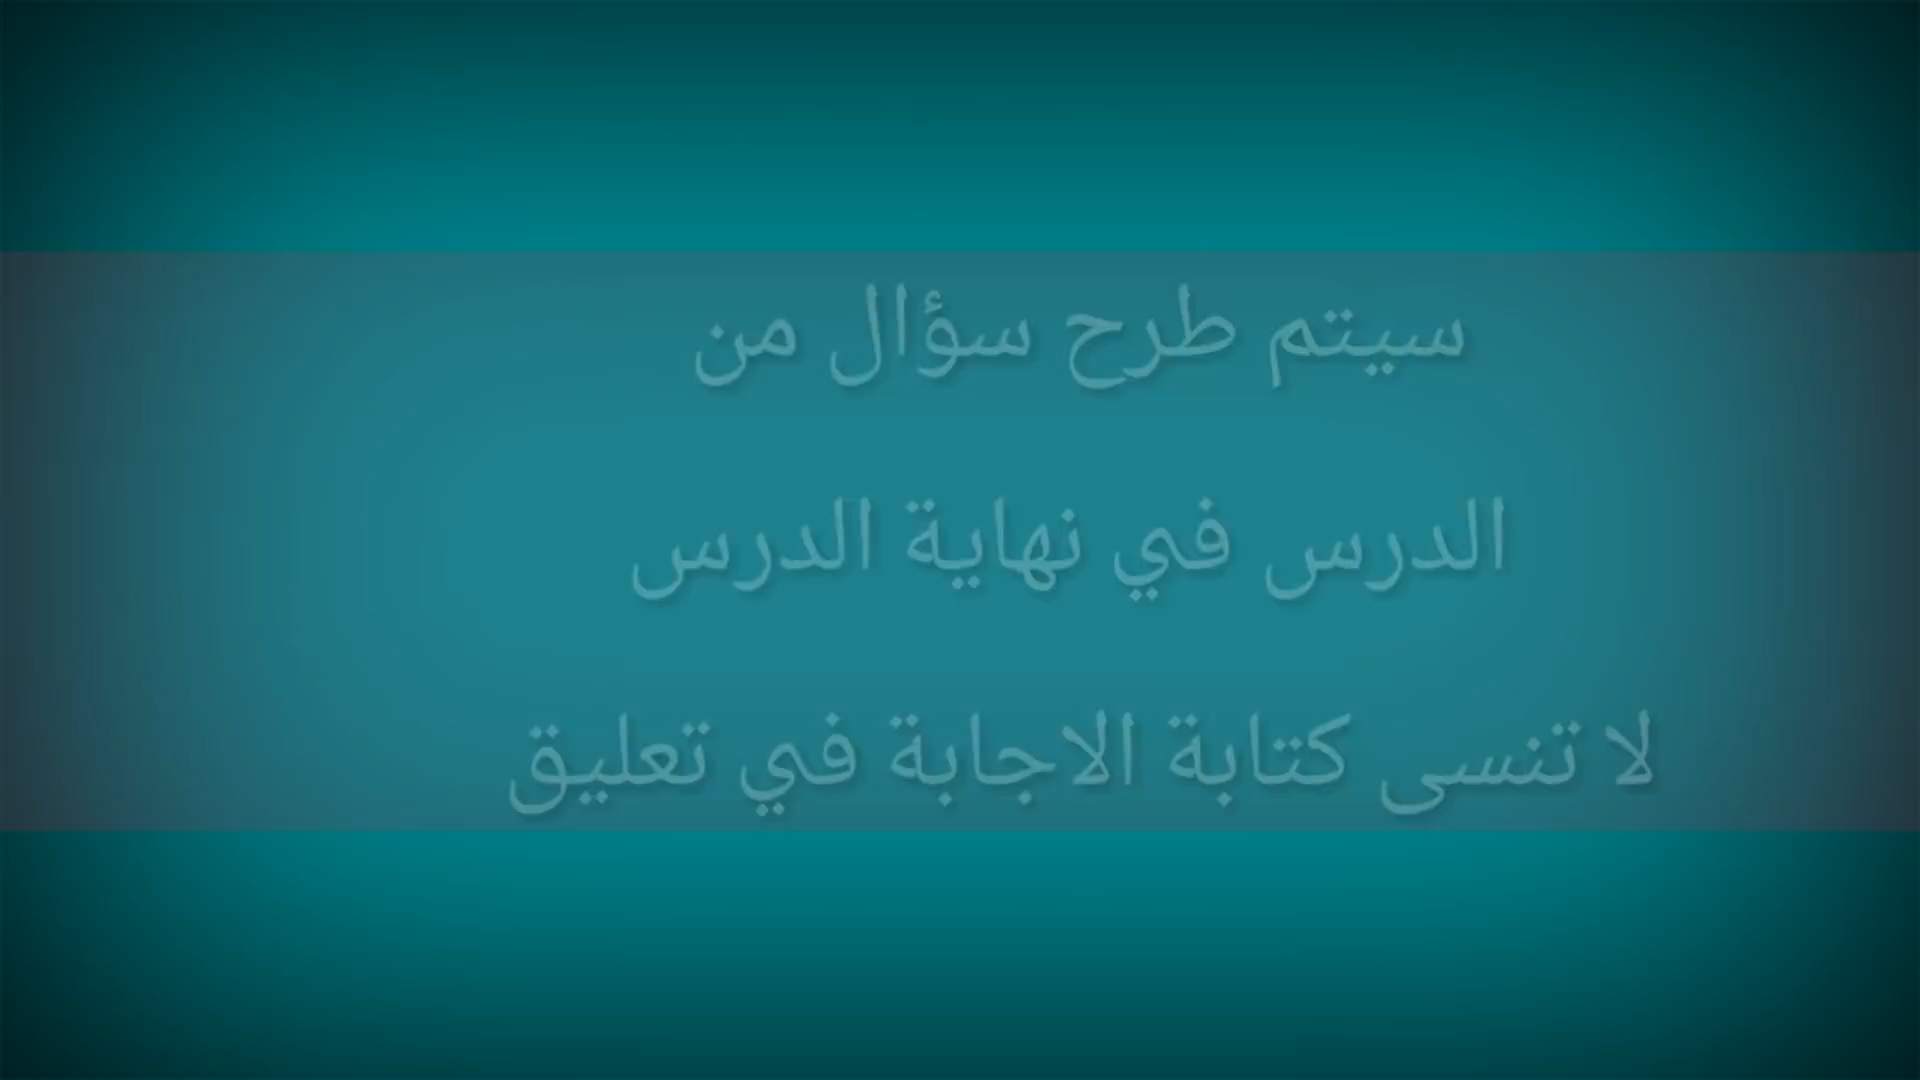 سيتم طرح سؤال من
الدرس في نهاية الدرس
لا تنسى كتابة الاجابة في تعليق